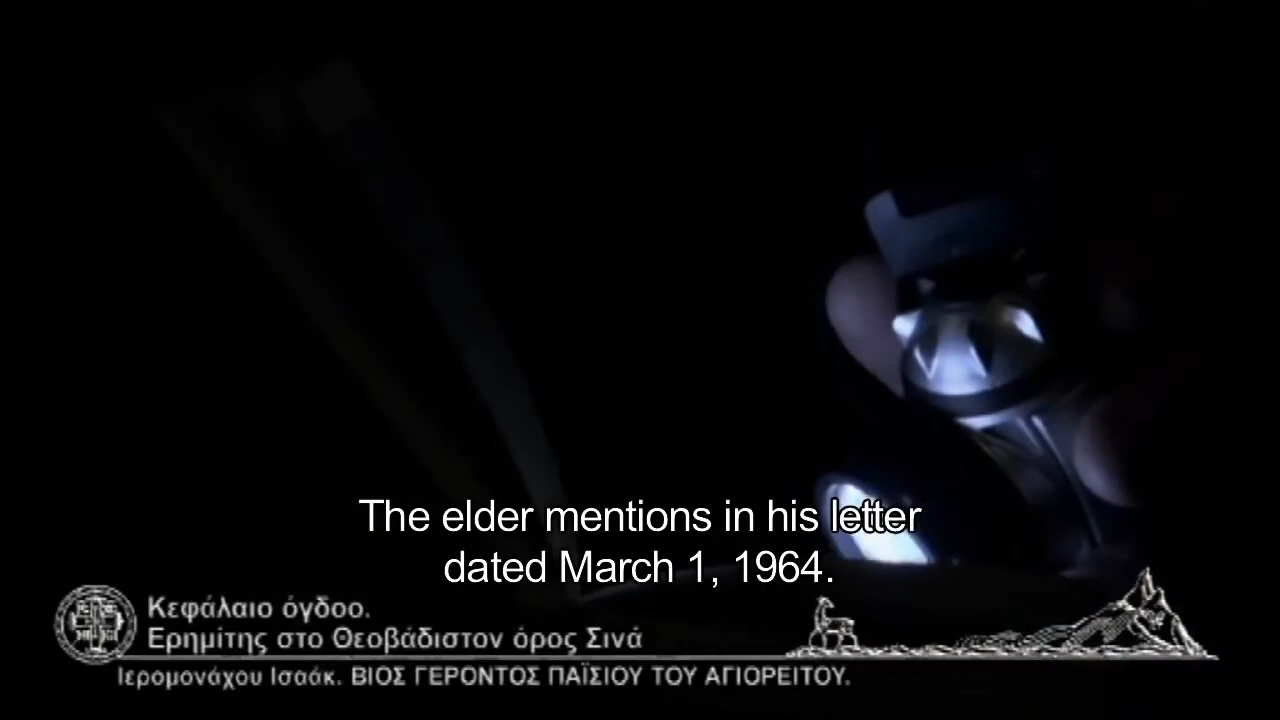 The elder mentions in his letter
dated March 1, 1964.
Κεφάλαιο όγδοο.
Ερημίτης στο Θεοβάδιστον όρος Σινά
Ιερομονάχου Ισαάκ. ΒΙΟΣ ΓΕΡΟΝΤΟΣ ΠΑΪΣΙΟΥ ΤΟΥ ΑΓΙΟΡΕΙΤΟΥ.